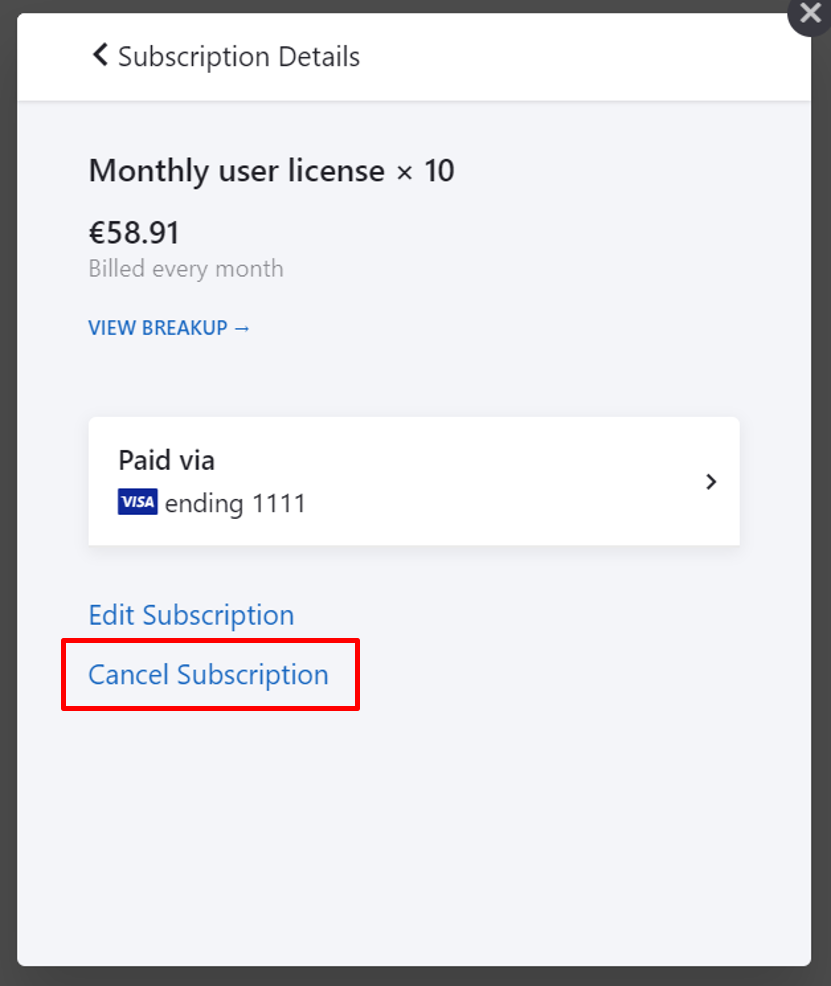 Subscription Details
Monthly user license × 10
€58.91
Billed every month
VIEW BREAKUP →
Paid via
VISA ending 1111
Edit Subscription
Cancel Subscription